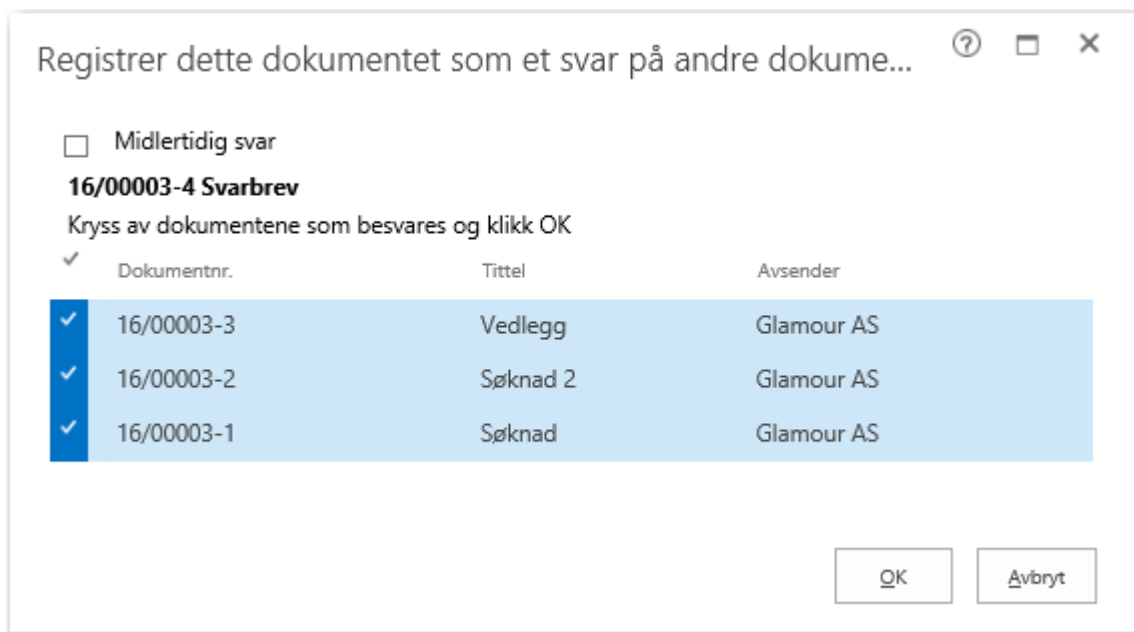 Registrer dette dokumentet som et svar på andre dokume...
Midlertidig svar
16/00003-4 Svarbrev
Kryss av dokumentene som besvares og klikk OK
Dokumentnr. Tittel Avsender
16/00003-3 Vedlegg Glamour AS
16/00003-2 Søknad 2 Glamour AS
16/00003-1 Søknad Glamour AS
OK Avbryt